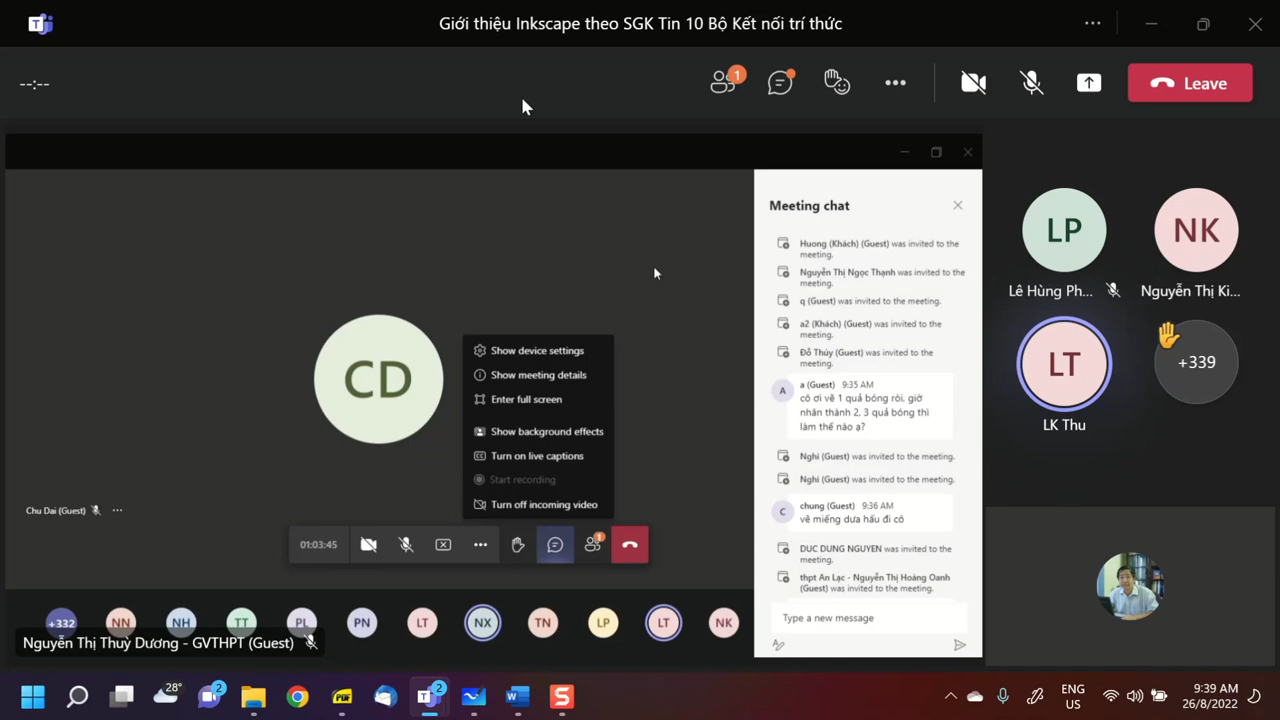 Giới thiệu Inkscape theo SGK Tin 10 Bộ Kết nối trí thức
--:--
1
Leave
Meeting chat
Huong (Khách) (Guest) was invited to the
meeting.
Nguyễn Thị Ngọc Thạnh was invited to the
meeting.
q (Guest) was invited to the meeting.
a2 (Khách) (Guest) was invited to the
meeting.
Đỗ Thúy (Guest) was invited to the
meeting.
A
a (Guest) 9:35 AM
cô ơi vẽ 1 quả bóng rồi, giờ
nhân thành 2, 3 quả bóng thì
làm thế nào ạ?
Nghi (Guest) was invited to the meeting.
Nghi (Guest) was invited to the meeting.
C
chung (Guest) 9:36 AM
vẽ miếng dưa hấu đi cô
DUC DUNG NGUYEN was invited to the
meeting.
thpt An Lạc - Nguyễn Thị Hoàng Oanh
(Guest) was invited to the meeting.
Type a new message
CD
Show device settings
Show meeting details
Enter full screen
Show background effects
Turn on live captions
Start recording
Turn off incoming video
Chu Dai (Guest)
01:03:45
1
+332
NN
NH
TT
PL
PN
LT
NX
TN
LP
LT
NK
Nguyễn Thị Thuỳ Dương - GVTHPT (Guest)
LP
NK
Lê Hùng Ph...
Nguyễn Thị Ki...
LT
+339
LK Thu
28°
2
PDF
2
W
S
ENG
US
9:39 AM
26/8/2022